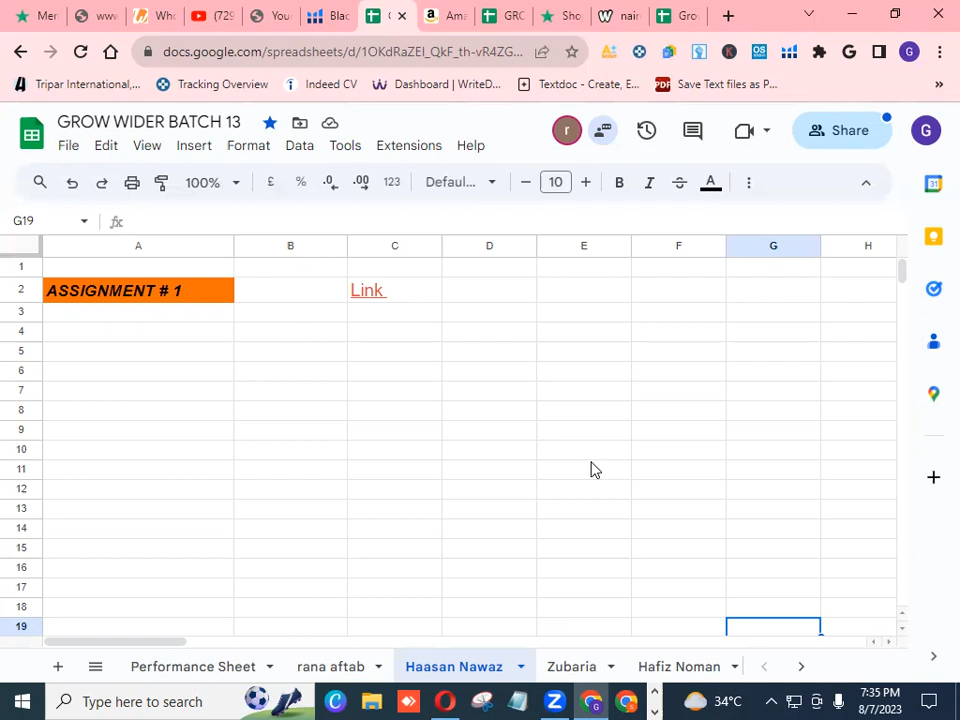 Mer
www
Who
(729
You
Blac
G
Ama
GRO
Sho
nair
Gro
docs.google.com/spreadsheets/d/1OKdRaZEI_QkF_th-vR4ZG...
G
Tripar International,...
Tracking Overview
Indeed CV
Dashboard | WriteD...
Textdoc - Create, E...
PDF
Save Text files as P...
»
GROW WIDER BATCH 13
File Edit View Insert Format Data Tools Extensions Help
r
Share
G
100% £ % .0 .00 123 Defaul... − 10 + B I S A
G19 fx
A B C D E F G H
1
2 ASSIGNMENT # 1 Link
3
4
5
6
7
8
9
10
11
12
13
14
15
16
17
18
19
Performance Sheet rana aftab Haasan Nawaz Zubaria Hafiz Noman
Type here to search
34°C
7:35 PM
8/7/2023